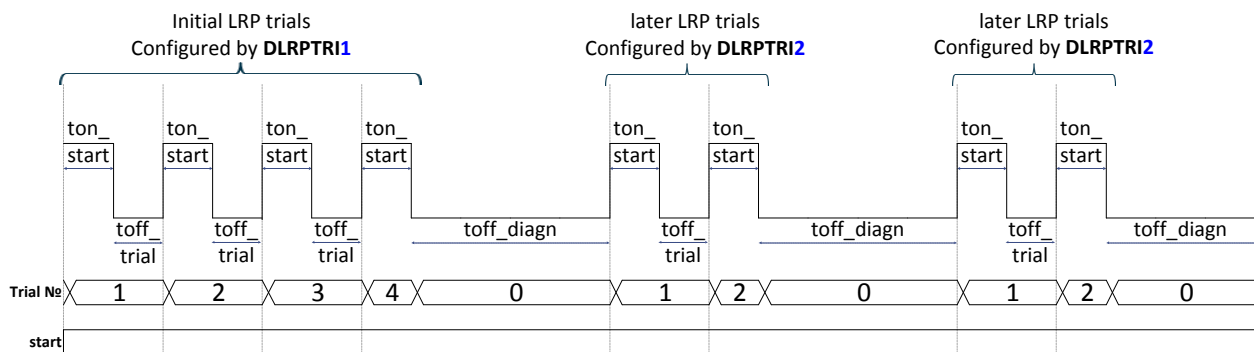 Initial LRP trials
Configured by DLRPTRI1
later LRP trials
Configured by DLRPTRI2
later LRP trials
Configured by DLRPTRI2
ton_ ton_ ton_ ton_ ton_ ton_ ton_ ton_
start start start start start start start start
toff_ toff_ toff_ toff_diagn toff_ toff_diagn toff_ toff_diagn
trial trial trial trial trial
Trial № 1 2 3 4 0 1 2 0 1 2 0
start